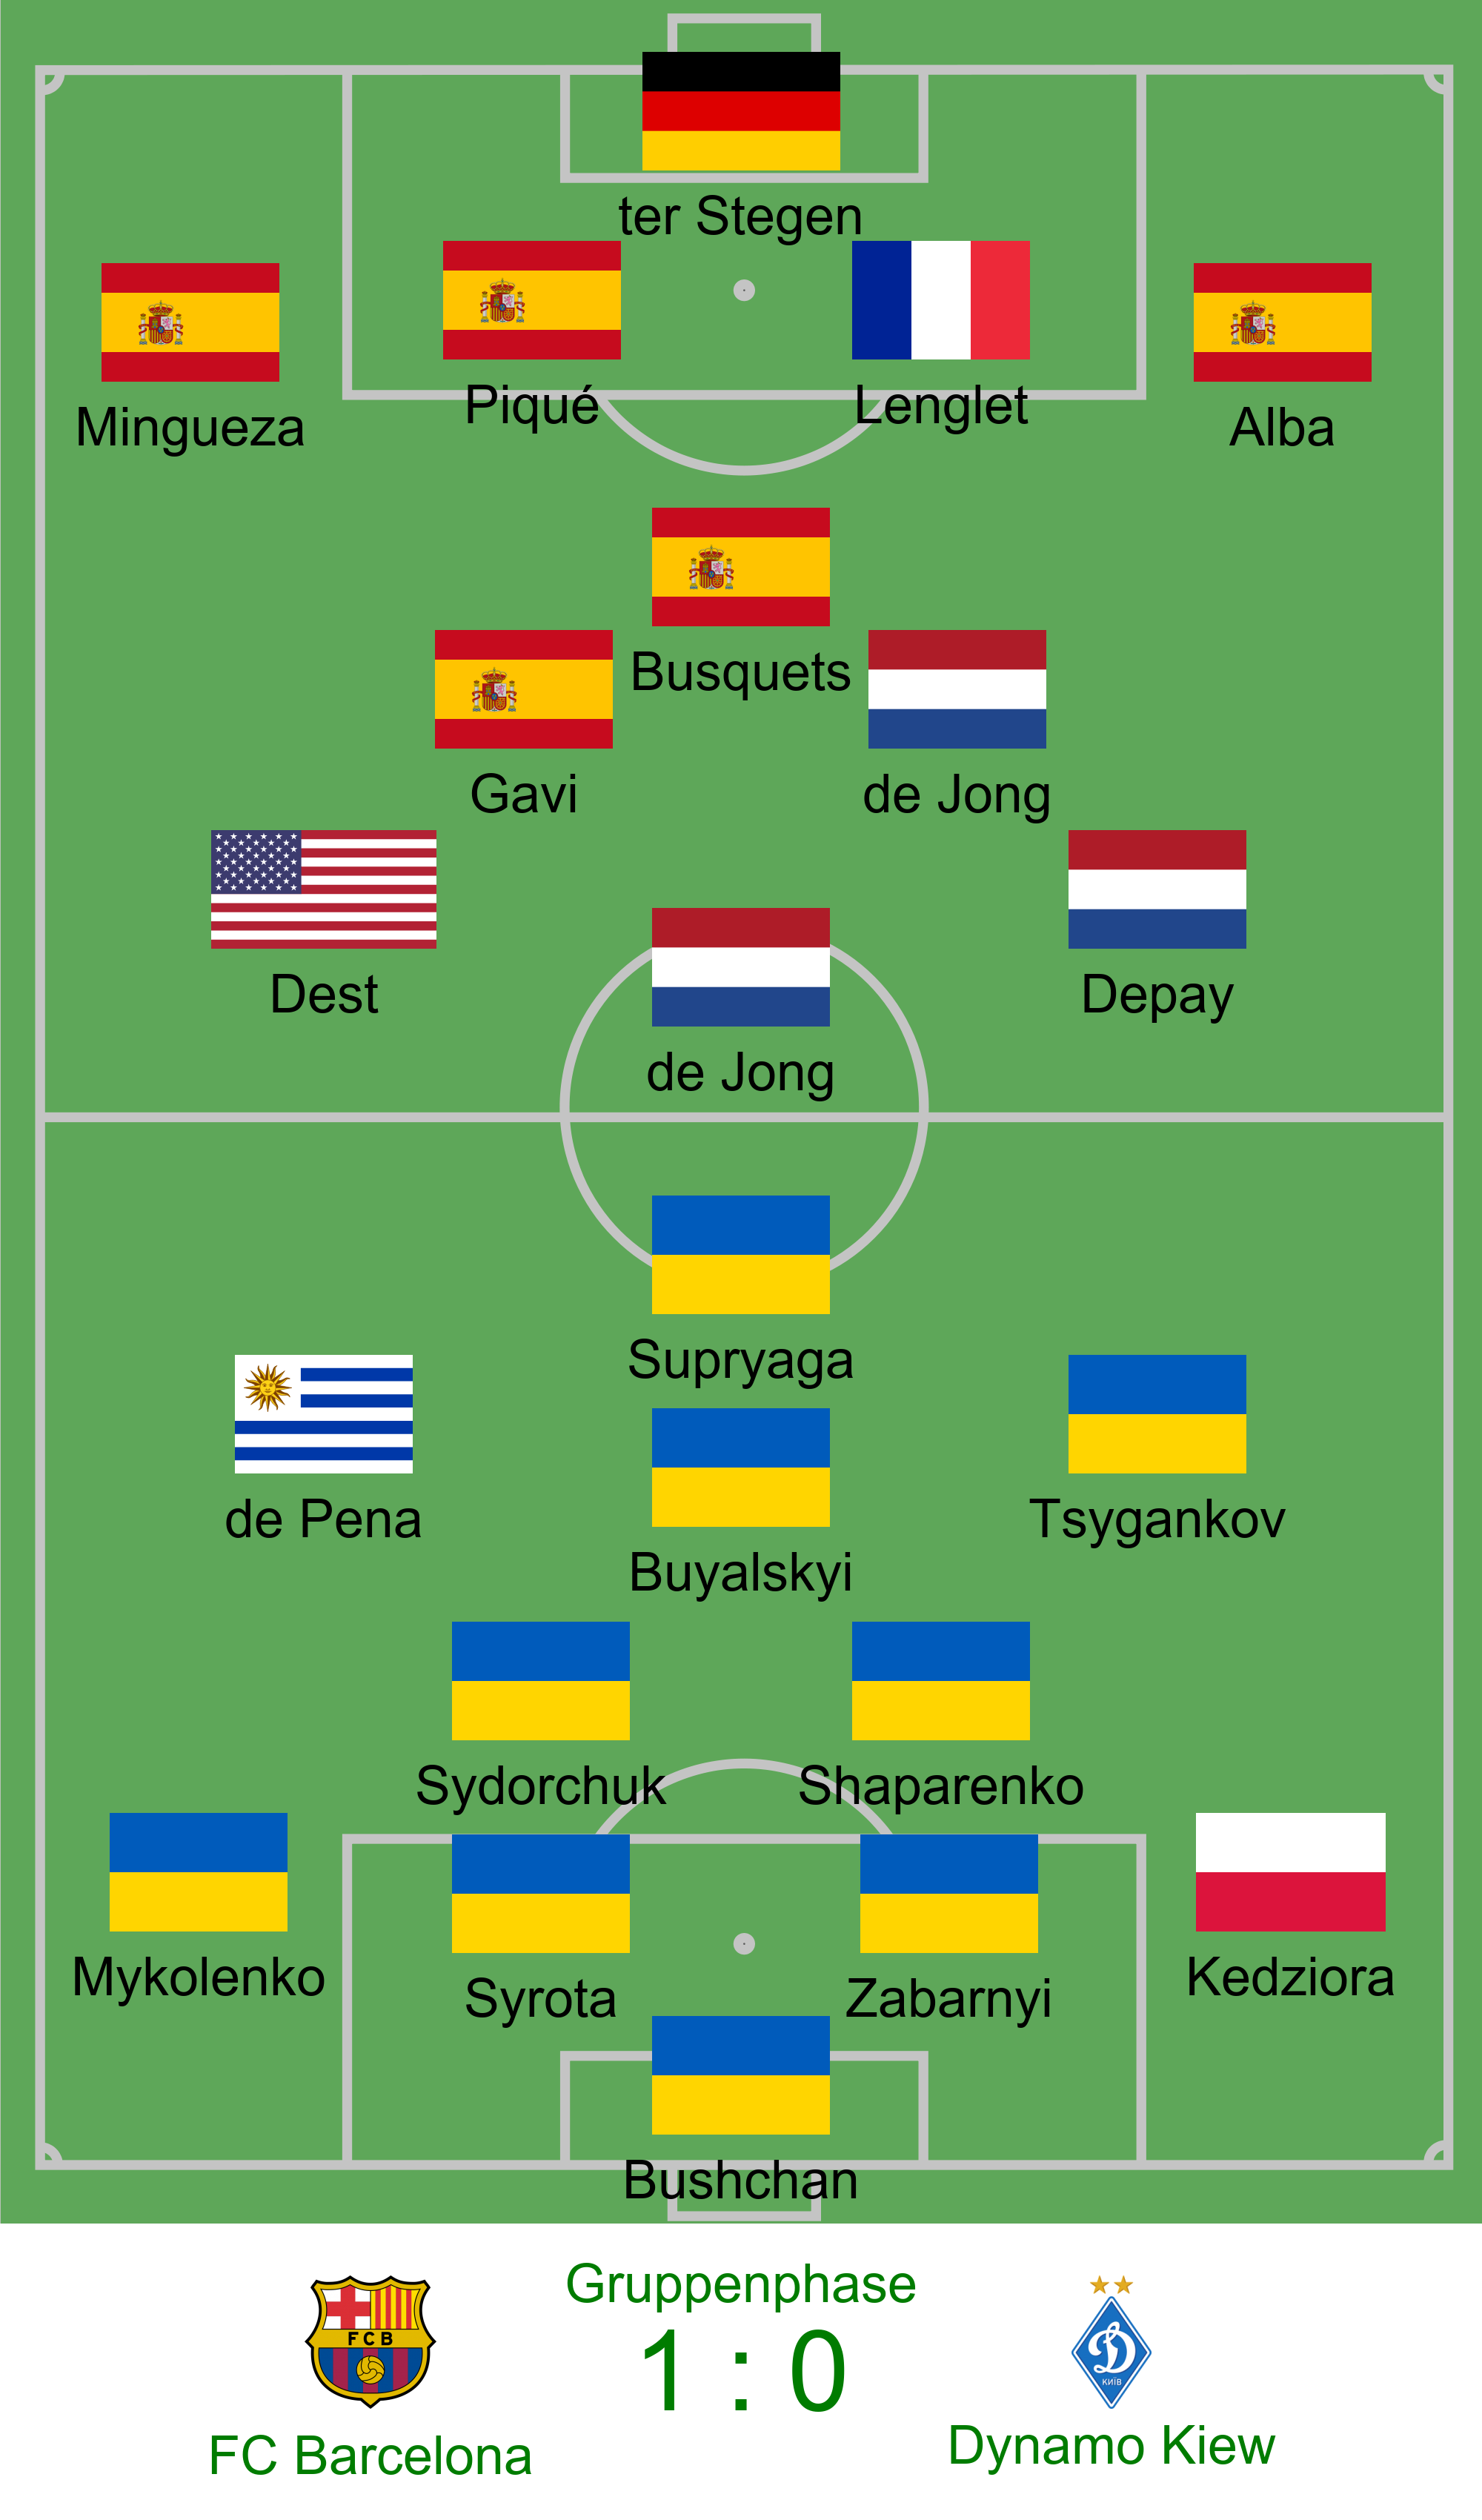 ter Stegen
Mingueza
Piqué
Lenglet
Alba
Busquets
Gavi
de Jong
Dest
de Jong
Depay
Supryaga
de Pena
Buyalskyi
Tsygankov
Sydorchuk
Shaparenko
Mykolenko
Syrota
Zabarnyi
Kedziora
Bushchan
Gruppenphase
1 : 0
FCB
КИЇВ
FC Barcelona
Dynamo Kiew